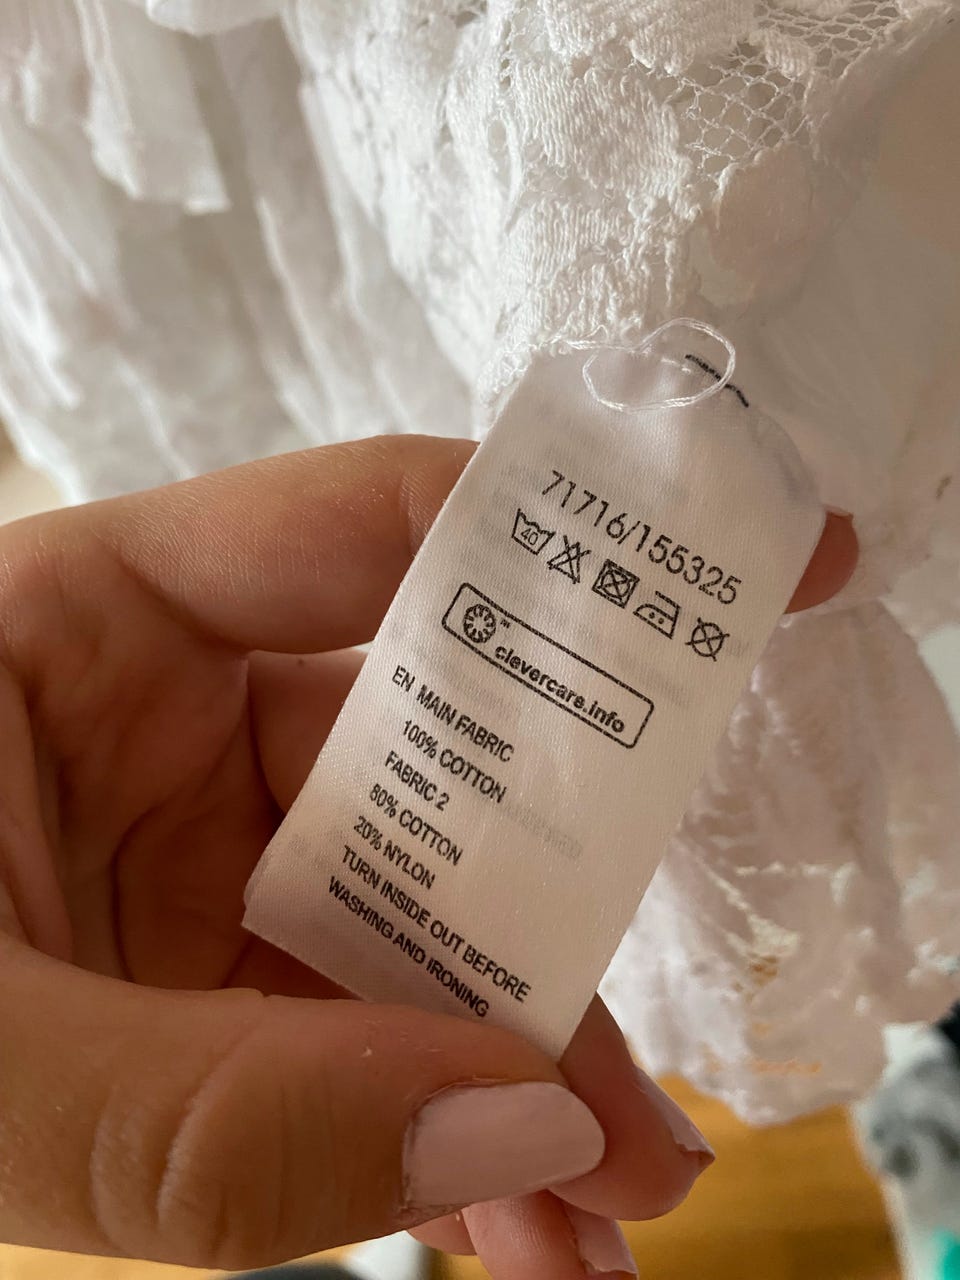 71716/155325
40
clevercare.info
EN MAIN FABRIC
100% COTTON
FABRIC 2
80% COTTON
20% NYLON
TURN INSIDE OUT BEFORE
WASHING AND IRONING